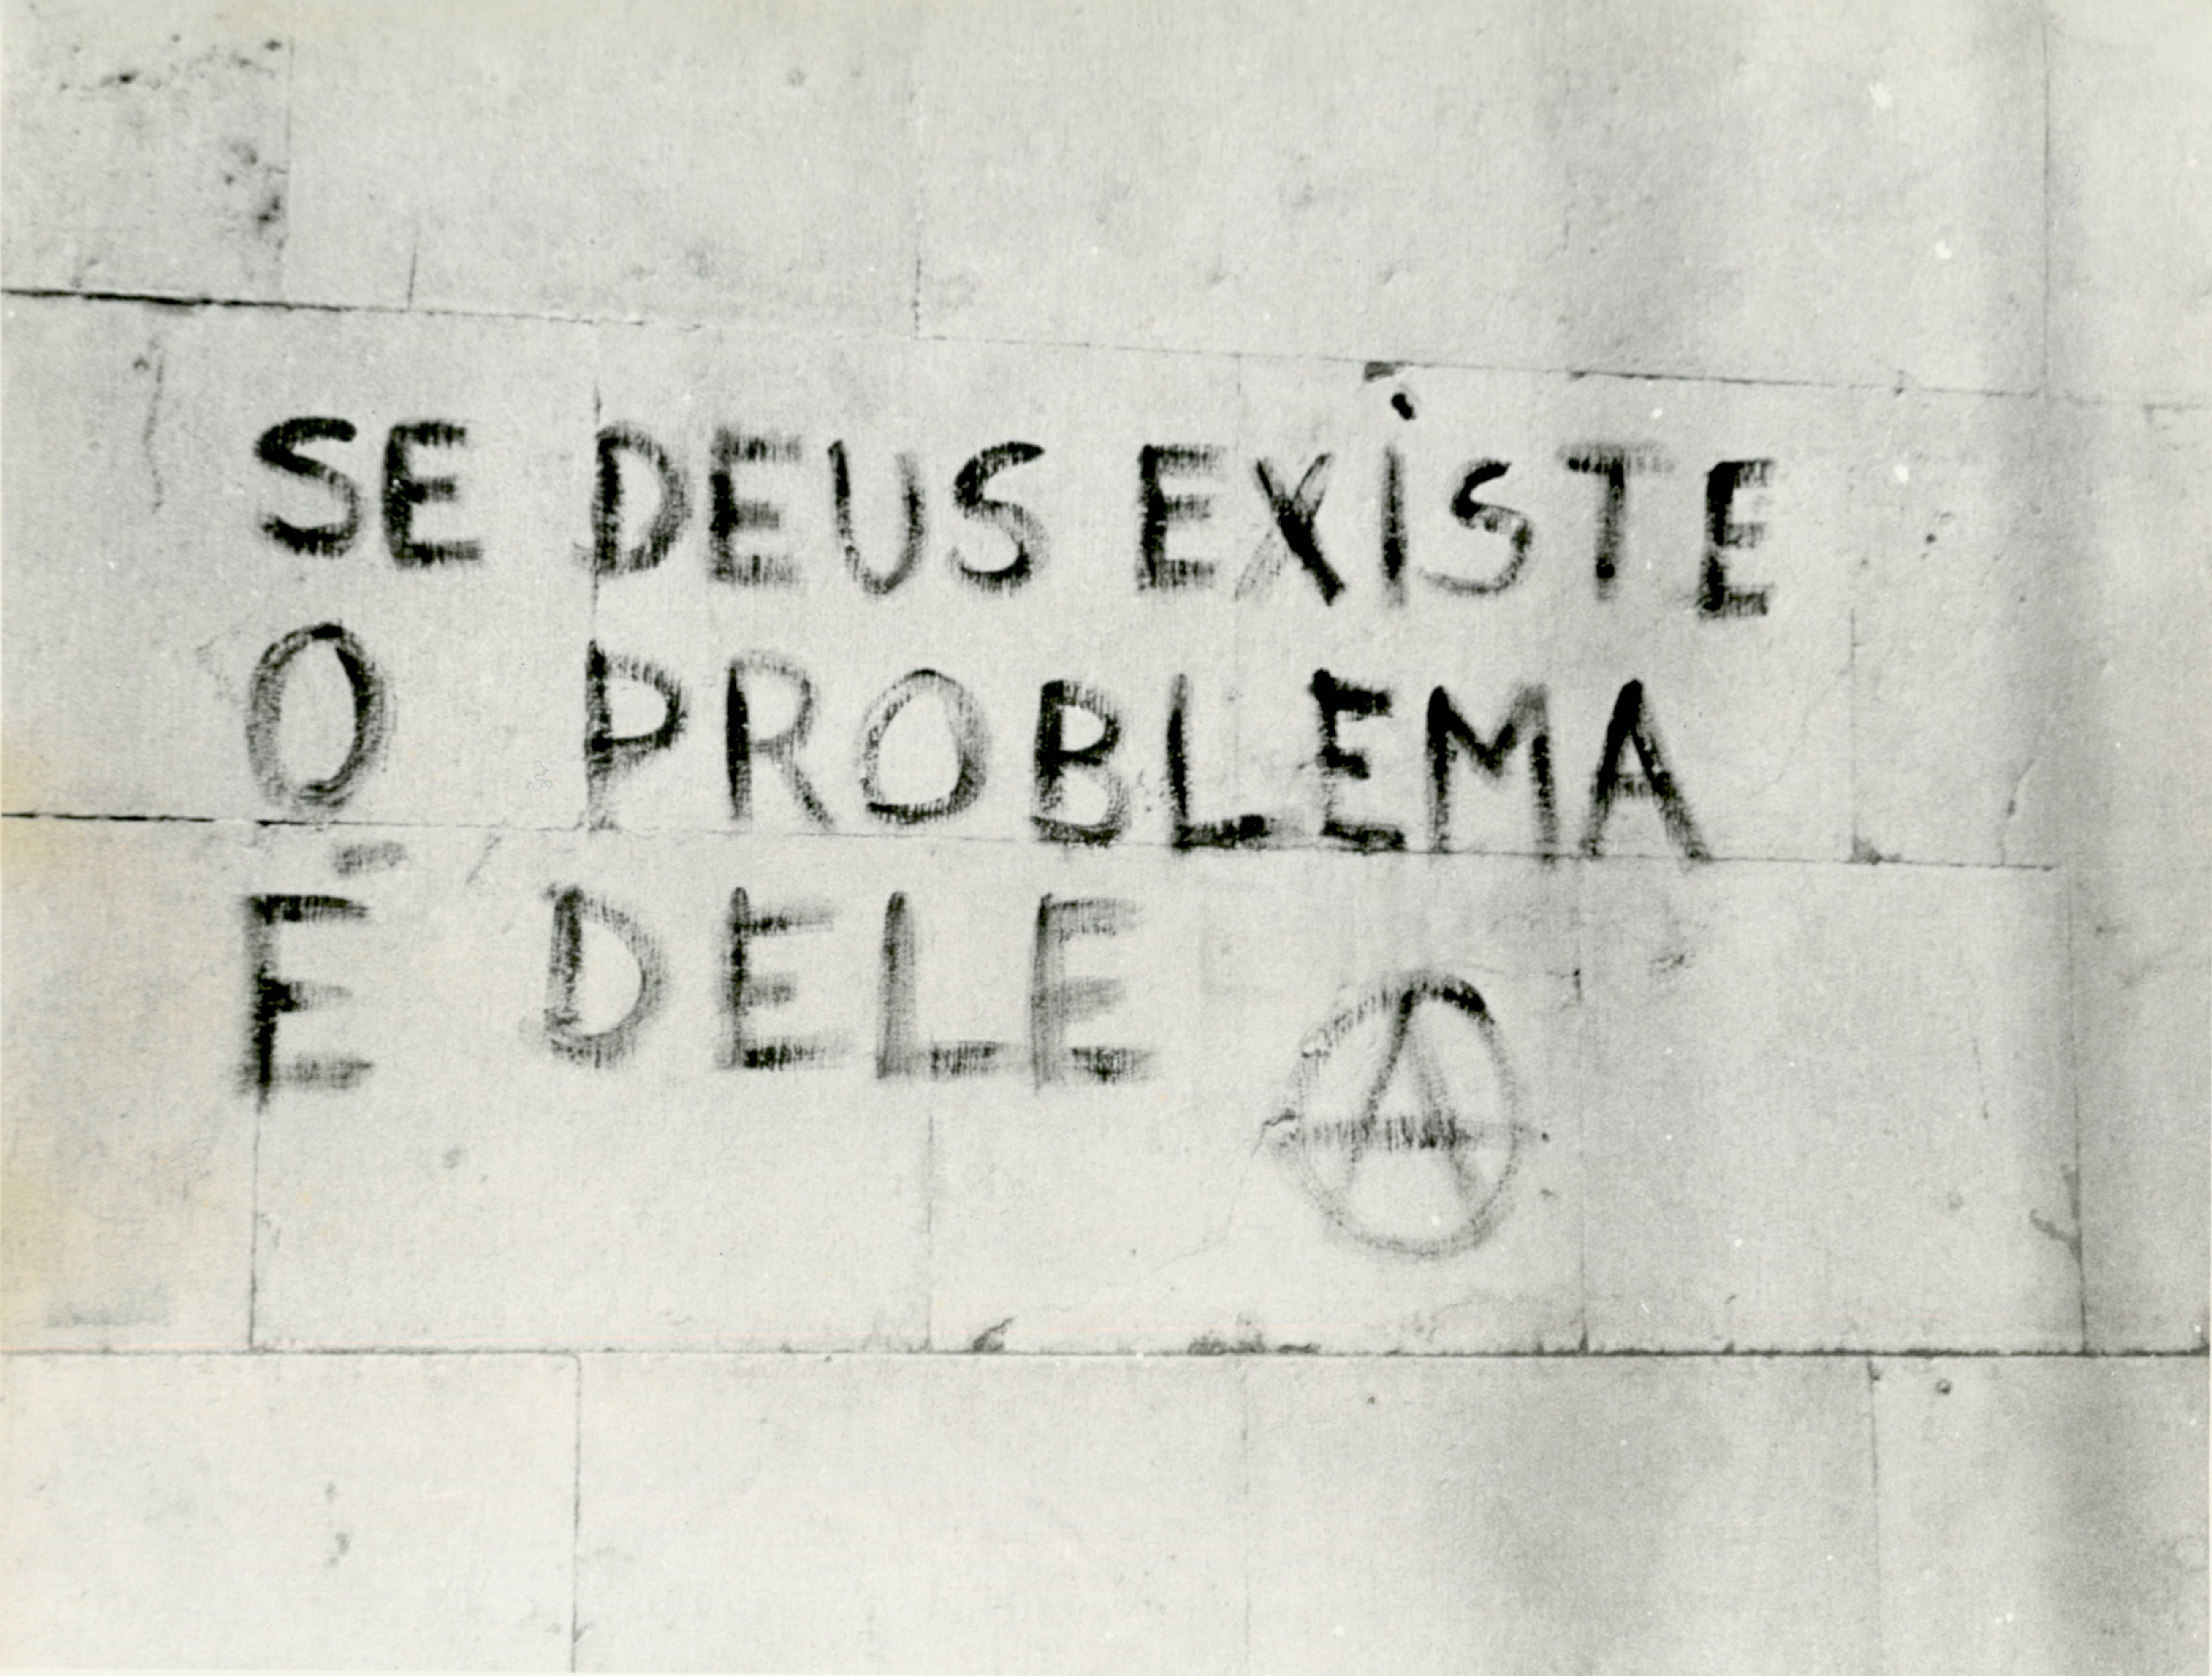 SE DEUS EXiSTE
O PROBLEMA
É DELE
Ⓐ